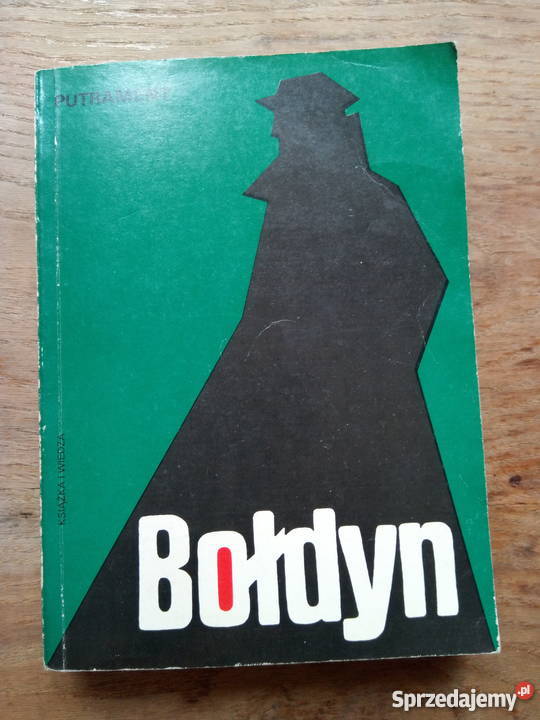 PUTRAMENT
KSIĄŻKA I WIEDZA
Bołdyn
Sprzedajemy.pl